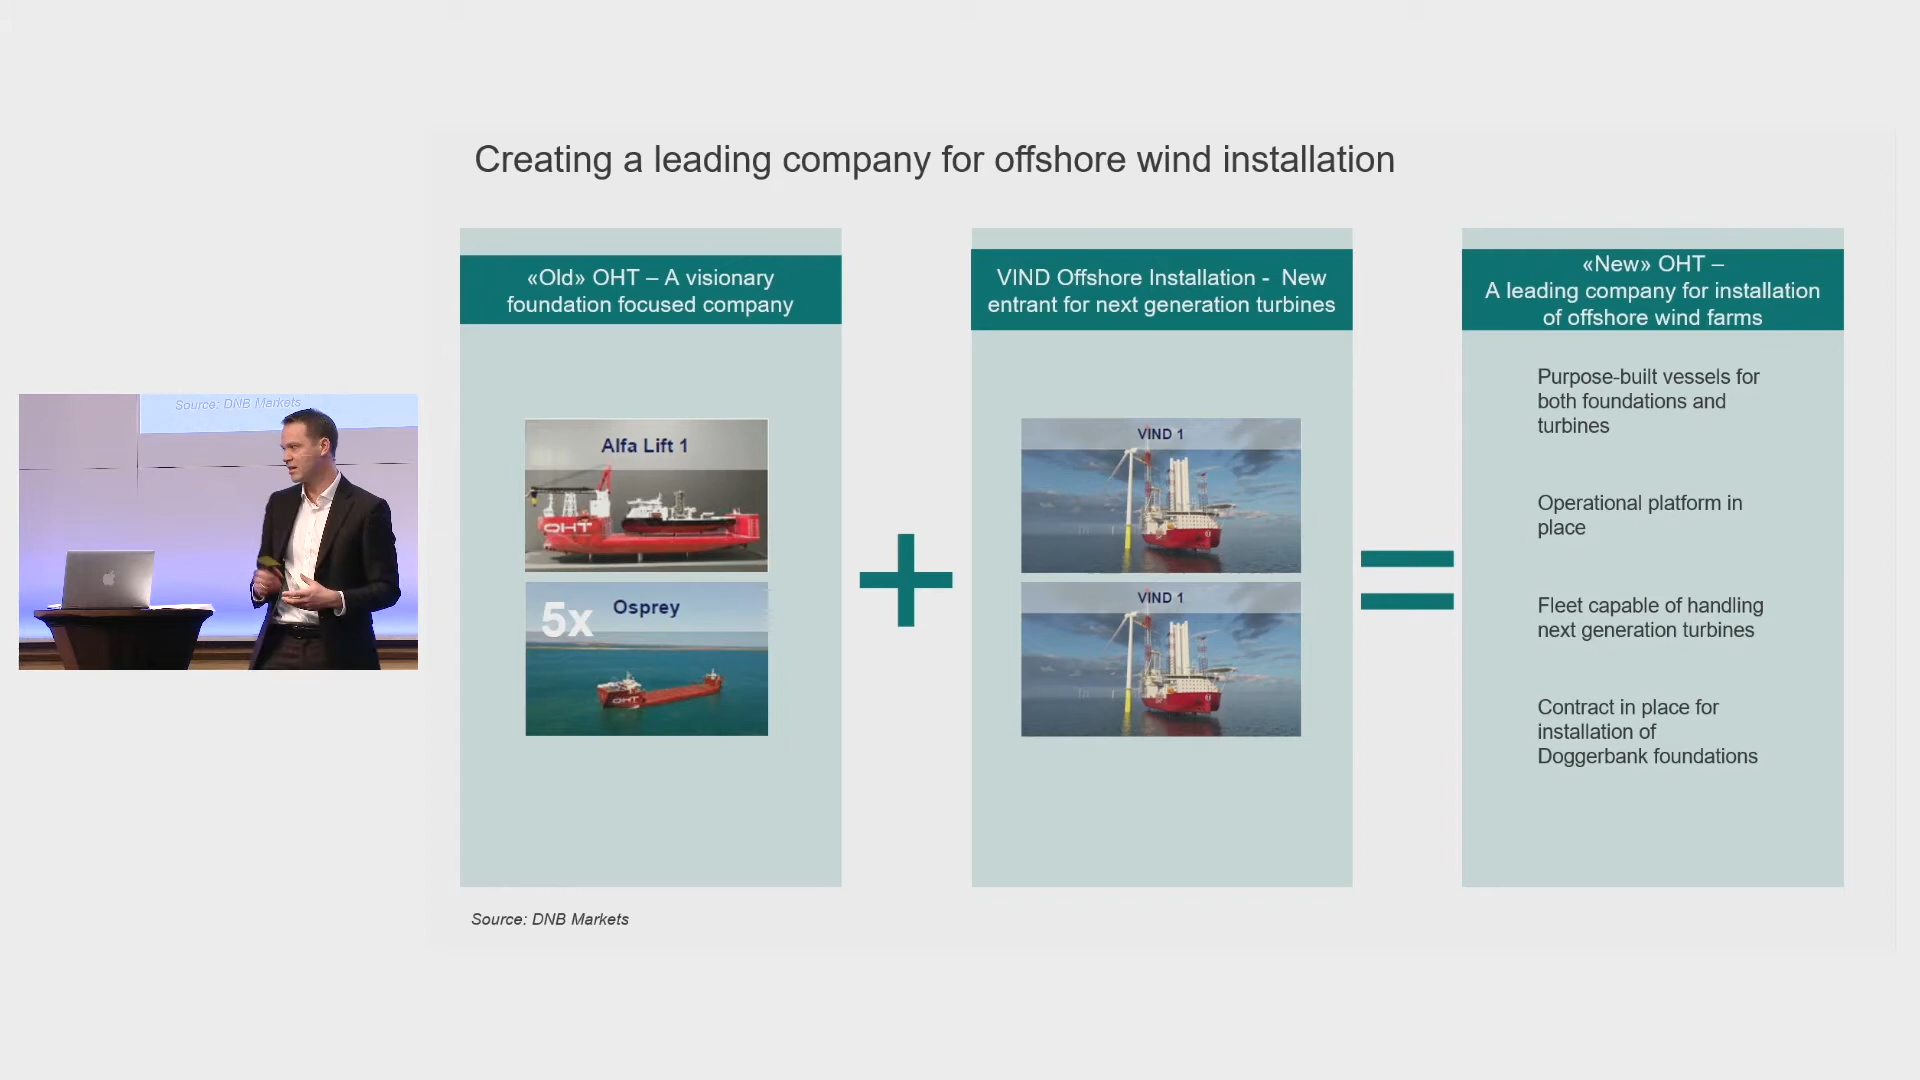 Creating a leading company for offshore wind installation
«Old» OHT – A visionary
foundation focused company
Alfa Lift 1
OHT
5x
Osprey
OHT
VIND Offshore Installation - New
entrant for next generation turbines
VIND 1
VIND 1
«New» OHT –
A leading company for installation
of offshore wind farms
Purpose-built vessels for
both foundations and
turbines
Operational platform in
place
Fleet capable of handling
next generation turbines
Contract in place for
installation of
Doggerbank foundations
Source: DNB Markets
Source: DNB Markets